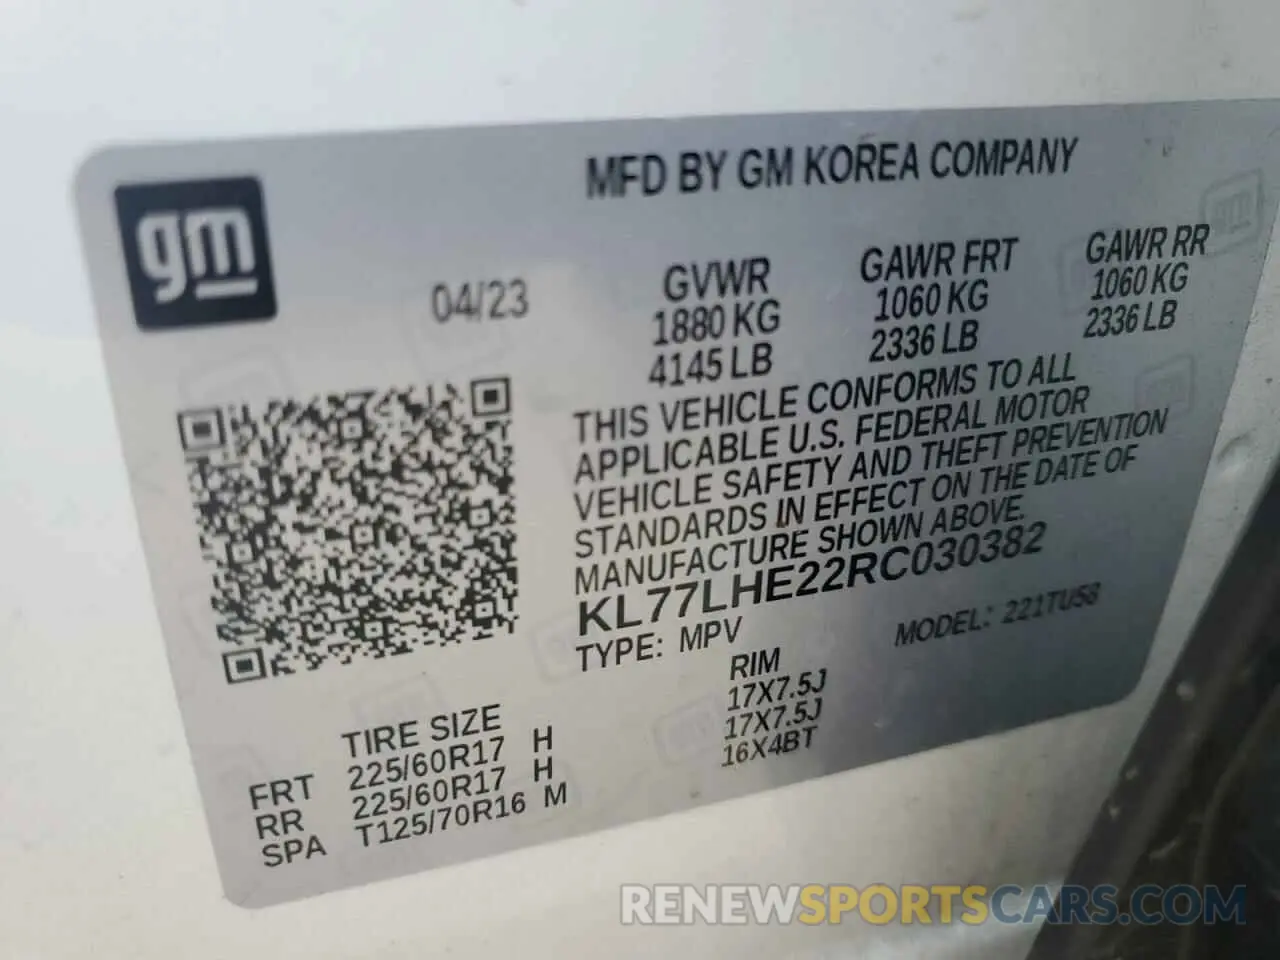 gm
MFD BY GM KOREA COMPANY
04/23
GVWR
1880 KG
4145 LB
GAWR FRT
1060 KG
2336 LB
GAWR RR
1060 KG
2336 LB
THIS VEHICLE CONFORMS TO ALL
APPLICABLE U.S. FEDERAL MOTOR
VEHICLE SAFETY AND THEFT PREVENTION
STANDARDS IN EFFECT ON THE DATE OF
MANUFACTURE SHOWN ABOVE.
KL77LHE22RC030382
TYPE: MPV
MODEL: 221TU58
TIRE SIZE
RIM
FRT 225/60R17 H 17X7.5J
RR 225/60R17 H 17X7.5J
SPA T125/70R16 M 16X4BT
RENEWSPORTSCARS.COM